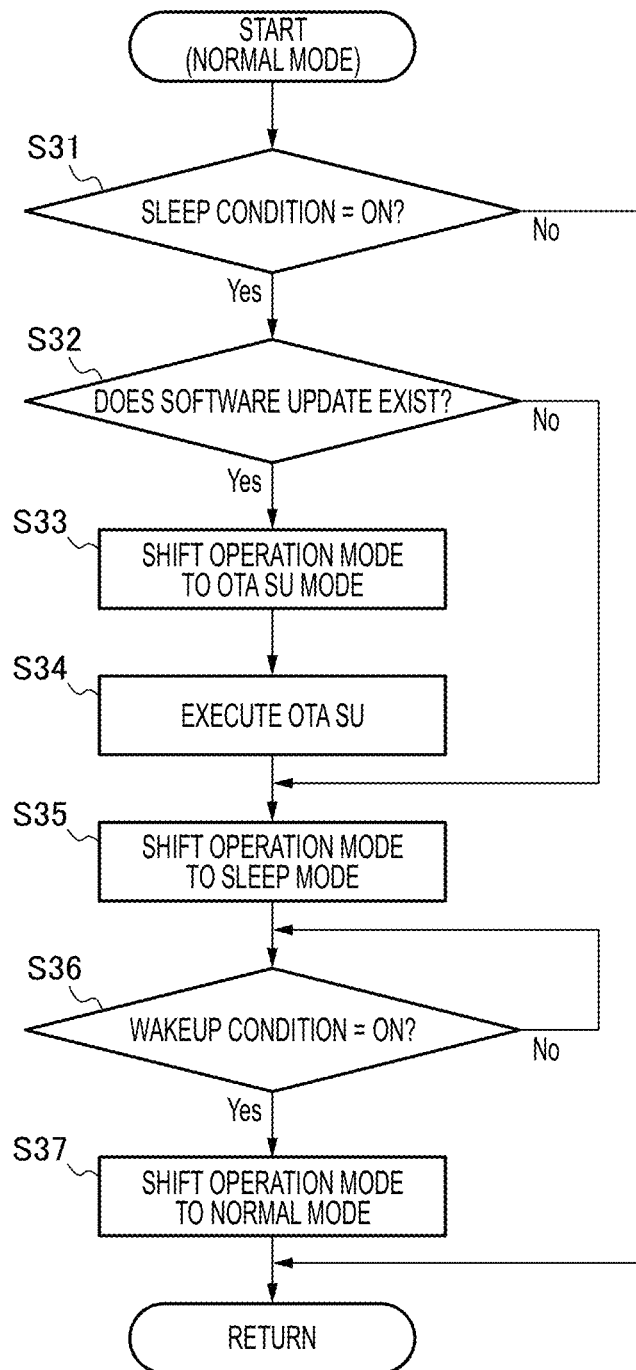 START
(NORMAL MODE)
S31
SLEEP CONDITION = ON?
No
Yes
S32
DOES SOFTWARE UPDATE EXIST?
No
Yes
S33
SHIFT OPERATION MODE
TO OTA SU MODE
S34
EXECUTE OTA SU
S35
SHIFT OPERATION MODE
TO SLEEP MODE
S36
WAKEUP CONDITION = ON?
No
Yes
S37
SHIFT OPERATION MODE
TO NORMAL MODE
RETURN